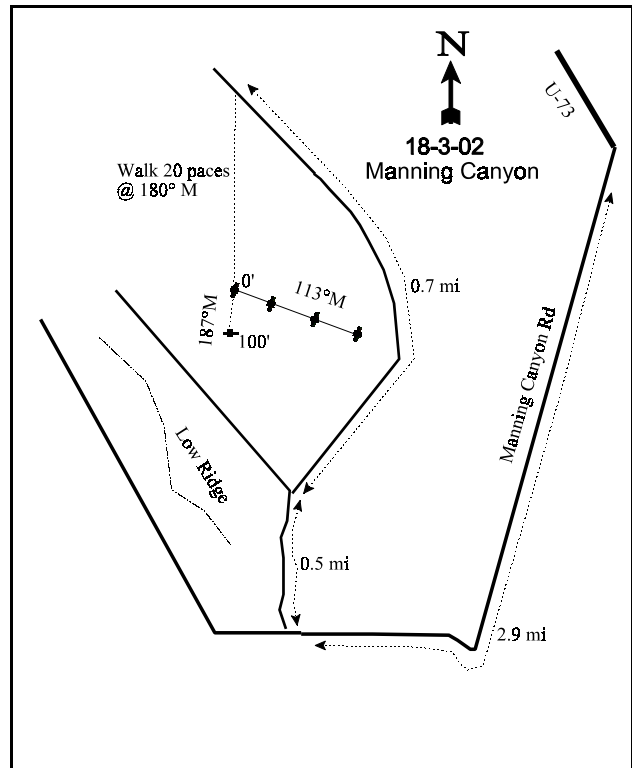 N
U-73
18-3-02
Manning Canyon
Walk 20 paces
@ 180° M
0'
113°M
0.7 mi
187°M
100'
Manning Canyon Rd
Low Ridge
0.5 mi
2.9 mi